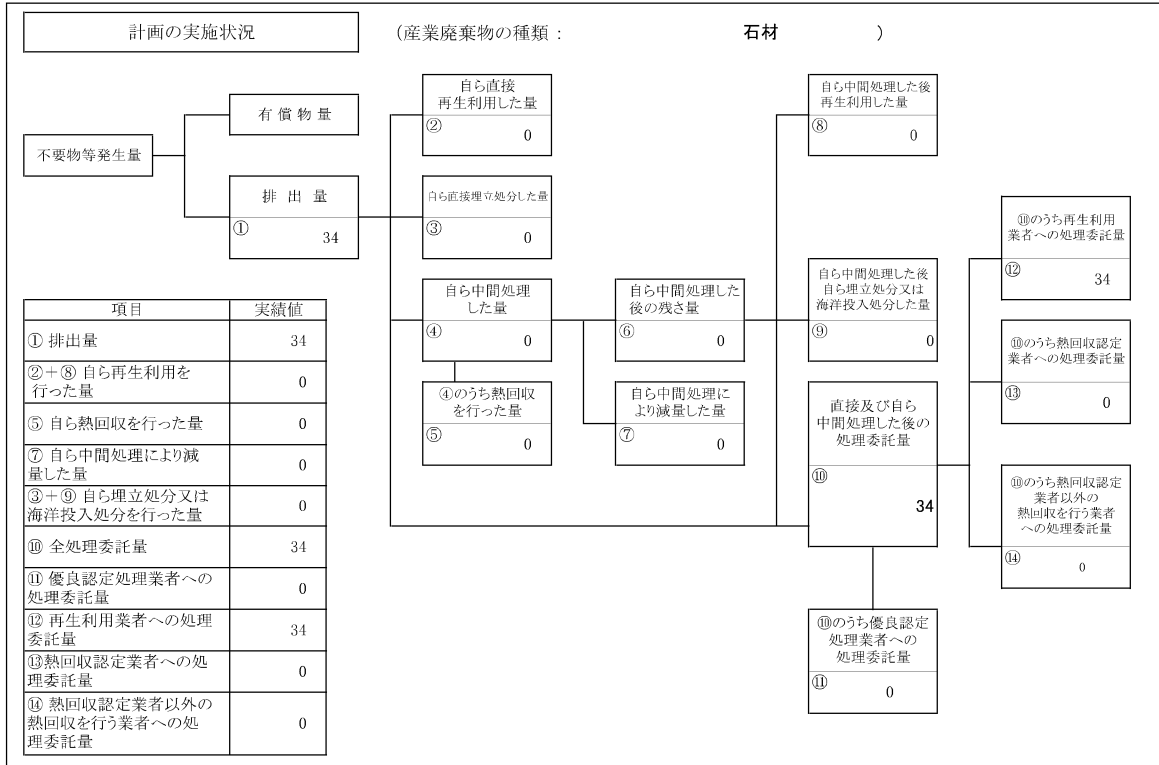 計画の実施状況
（産業廃棄物の種類： 石材 ）
不要物等発生量
有償物量
排出量
① 34
自ら直接
再生利用した量
② 0
自ら直接埋立処分した量
③ 0
自ら中間処理
した量
④ 0
④のうち熱回収
を行った量
⑤ 0
自ら中間処理した
後の残さ量
⑥ 0
自ら中間処理に
より減量した量
⑦ 0
自ら中間処理した後
再生利用した量
⑧ 0
自ら中間処理した後
自ら埋立処分又は
海洋投入処分した量
⑨ 0
直接及び自ら
中間処理した後の
処理委託量
⑩ 34
⑩のうち優良認定
処理業者への
処理委託量
⑪ 0
⑩のうち再生利用
業者への処理委託量
⑫ 34
⑩のうち熱回収認定
業者への処理委託量
⑬ 0
⑩のうち熱回収認定
業者以外の
熱回収を行う業者
への処理委託量
⑭ 0
項目 実績値
① 排出量 34
②＋⑧ 自ら再生利用を
行った量 0
⑤ 自ら熱回収を行った量 0
⑦ 自ら中間処理により減
量した量 0
③＋⑨ 自ら埋立処分又は
海洋投入処分を行った量 0
⑩ 全処理委託量 34
⑪ 優良認定処理業者への
処理委託量 0
⑫ 再生利用業者への処理
委託量 34
⑬熱回収認定業者への処
理委託量 0
⑭ 熱回収認定業者以外の
熱回収を行う業者への処
理委託量 0